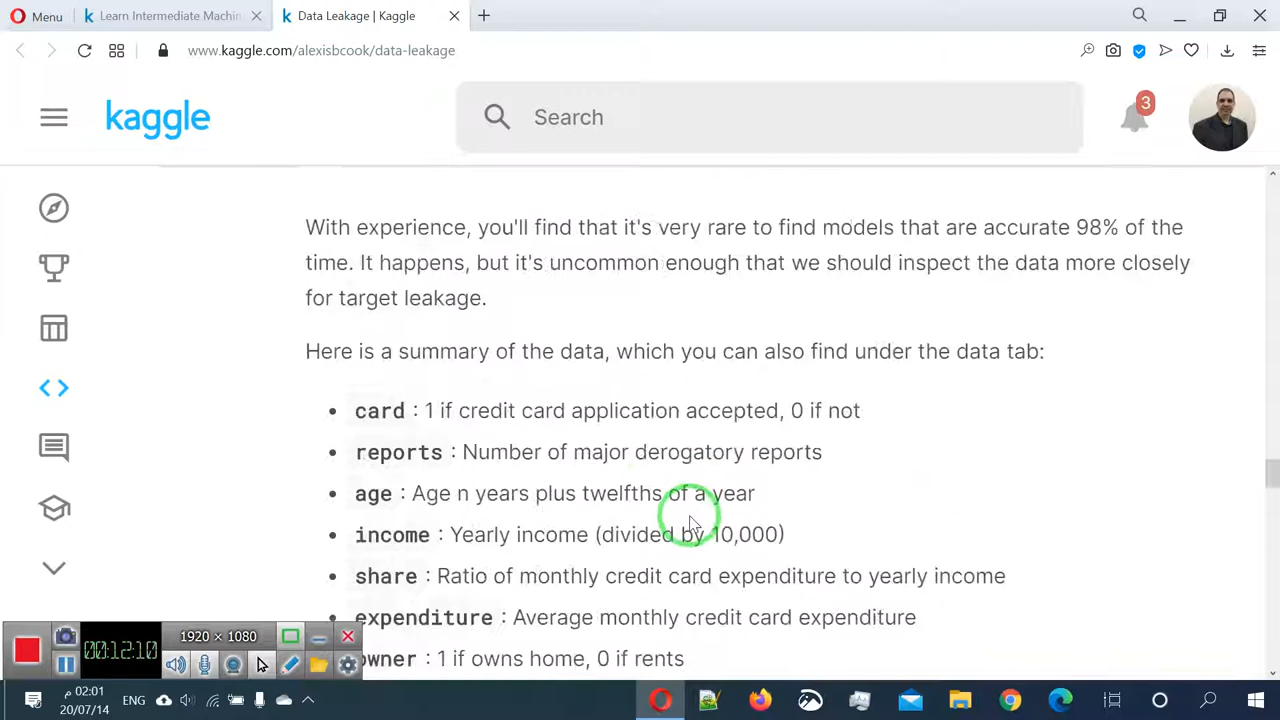 Menu
Learn Intermediate Machin
Data Leakage | Kaggle
www.kaggle.com/alexisbcook/data-leakage
kaggle
Search
3
With experience, you'll find that it's very rare to find models that are accurate 98% of the
time. It happens, but it's uncommon enough that we should inspect the data more closely
for target leakage.
Here is a summary of the data, which you can also find under the data tab:
• card : 1 if credit card application accepted, 0 if not
• reports : Number of major derogatory reports
• age : Age n years plus twelfths of a year
• income : Yearly income (divided by 10,000)
• share : Ratio of monthly credit card expenditure to yearly income
expenditure : Average monthly credit card expenditure
owner : 1 if owns home, 0 if rents
00:12:10
1920 × 1080
02:01 م
20/07/14
ENG